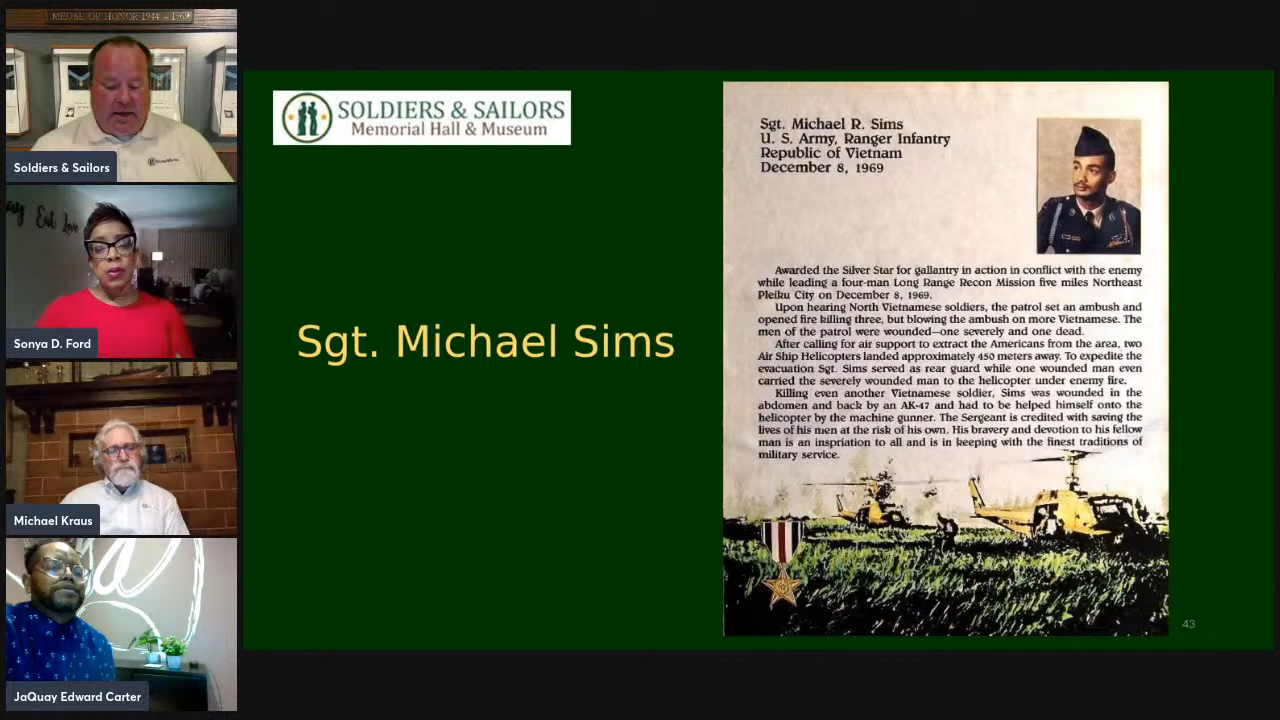 MEDAL OF HONOR 1944 - 1969
Soldiers & Sailors
Eat Love
Sonya D. Ford
Michael Kraus
JaQuay Edward Carter
SOLDIERS & SAILORS
Memorial Hall & Museum
Sgt. Michael Sims
Sgt. Michael R. Sims
U. S. Army, Ranger Infantry
Republic of Vietnam
December 8, 1969
Awarded the Silver Star for gallantry in action in conflict with the enemy
while leading a four-man Long Range Recon Mission five miles Northeast
Pleiku City on December 8, 1969.
Upon hearing North Vietnamese soldiers, the patrol set an ambush and
opened fire killing three, but blowing the ambush on more Vietnamese. The
men of the patrol were wounded—one severely and one dead.
After calling for air support to extract the Americans from the area, two
Air Ship Helicopters landed approximately 450 meters away. To expedite the
evacuation Sgt. Sims served as rear guard while one wounded man even
carried the severely wounded man to the helicopter under enemy fire.
Killing even another Vietnamese soldier, Sims was wounded in the
abdomen and back by an AK-47 and had to be helped himself onto the
helicopter by the machine gunner. The Sergeant is credited with saving the
lives of his men at the risk of his own. His bravery and devotion to his fellow
man is an inspriation to all and is in keeping with the finest traditions of
military service.
43